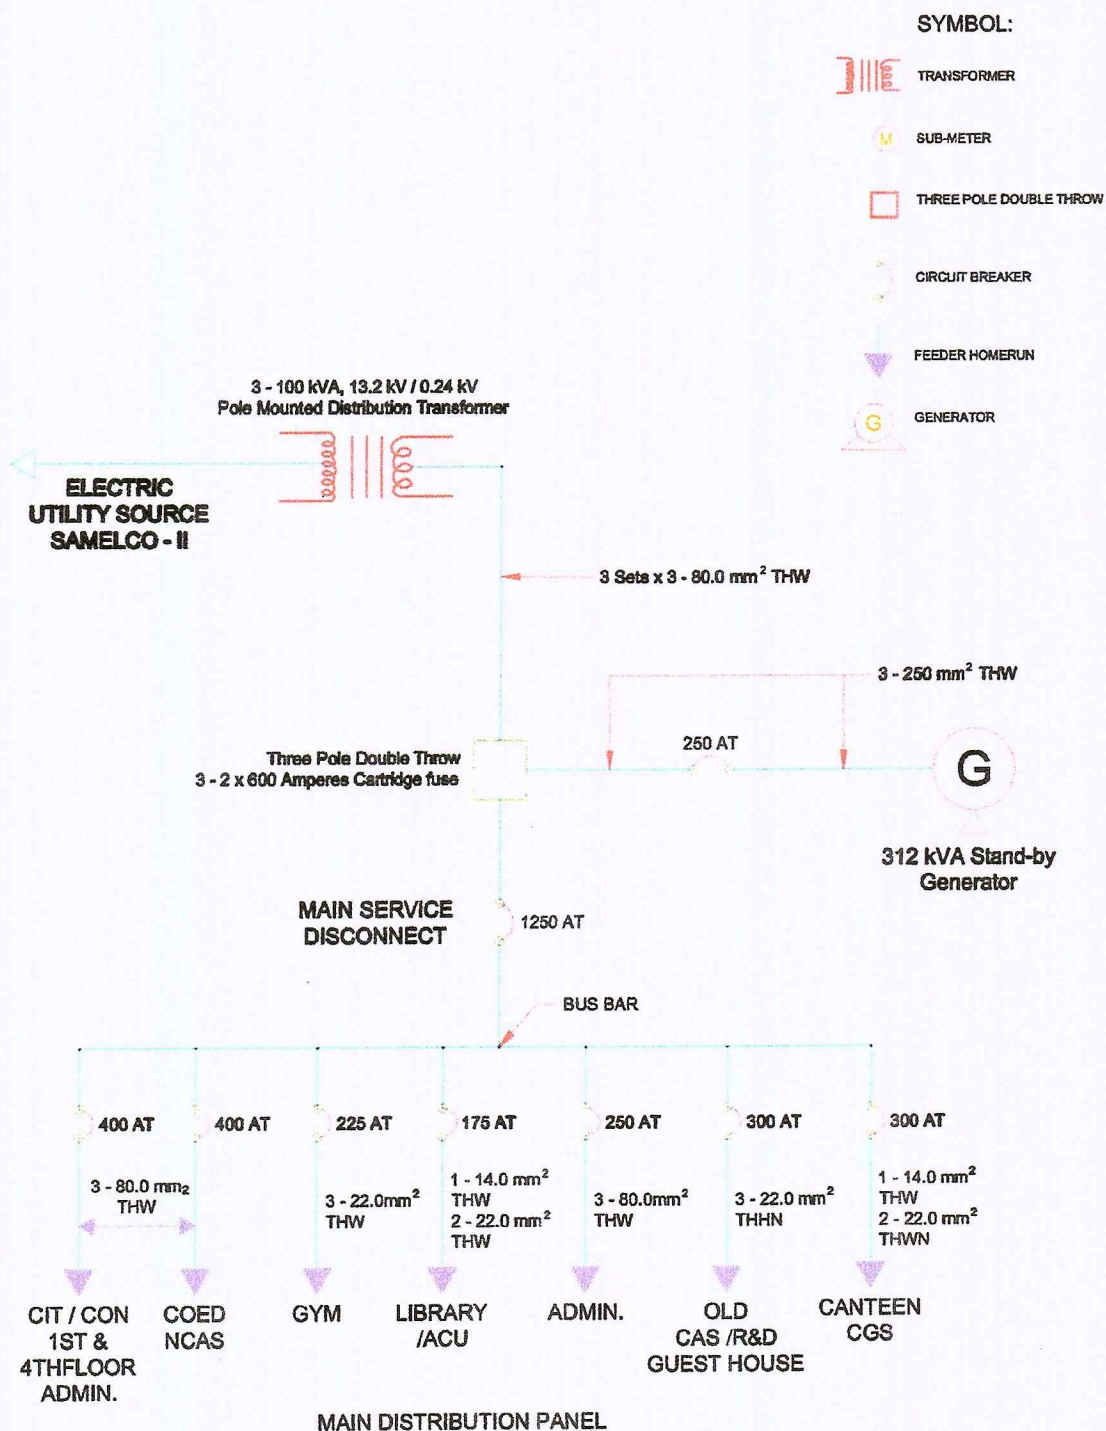 SYMBOL:
TRANSFORMER
M
SUB-METER
THREE POLE DOUBLE THROW
CIRCUIT BREAKER
FEEDER HOMERUN
G
GENERATOR
3 - 100 kVA, 13.2 kV / 0.24 kV
Pole Mounted Distribution Transformer
ELECTRIC
UTILITY SOURCE
SAMELCO - II
3 Sets x 3 - 80.0 mm² THW
3 - 250 mm² THW
250 AT
Three Pole Double Throw
3 - 2 x 600 Amperes Cartridge fuse
G
312 kVA Stand-by
Generator
MAIN SERVICE
DISCONNECT
1250 AT
BUS BAR
400 AT
400 AT
225 AT
175 AT
250 AT
300 AT
300 AT
3 - 80.0 mm₂
THW
3 - 22.0mm²
THW
1 - 14.0 mm²
THW
2 - 22.0 mm²
THW
3 - 80.0mm²
THW
3 - 22.0 mm²
THHN
1 - 14.0 mm²
THW
2 - 22.0 mm²
THWN
CIT / CON
1ST &
4THFLOOR
ADMIN.
COED
NCAS
GYM
LIBRARY
/ACU
ADMIN.
OLD
CAS /R&D
GUEST HOUSE
CANTEEN
CGS
MAIN DISTRIBUTION PANEL